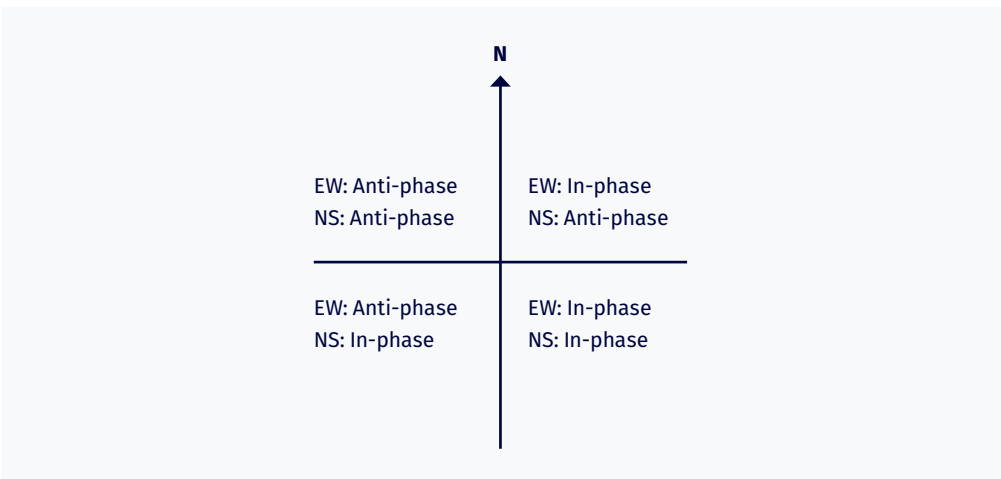 N
EW: Anti-phase
NS: Anti-phase
EW: In-phase
NS: Anti-phase
EW: Anti-phase
NS: In-phase
EW: In-phase
NS: In-phase